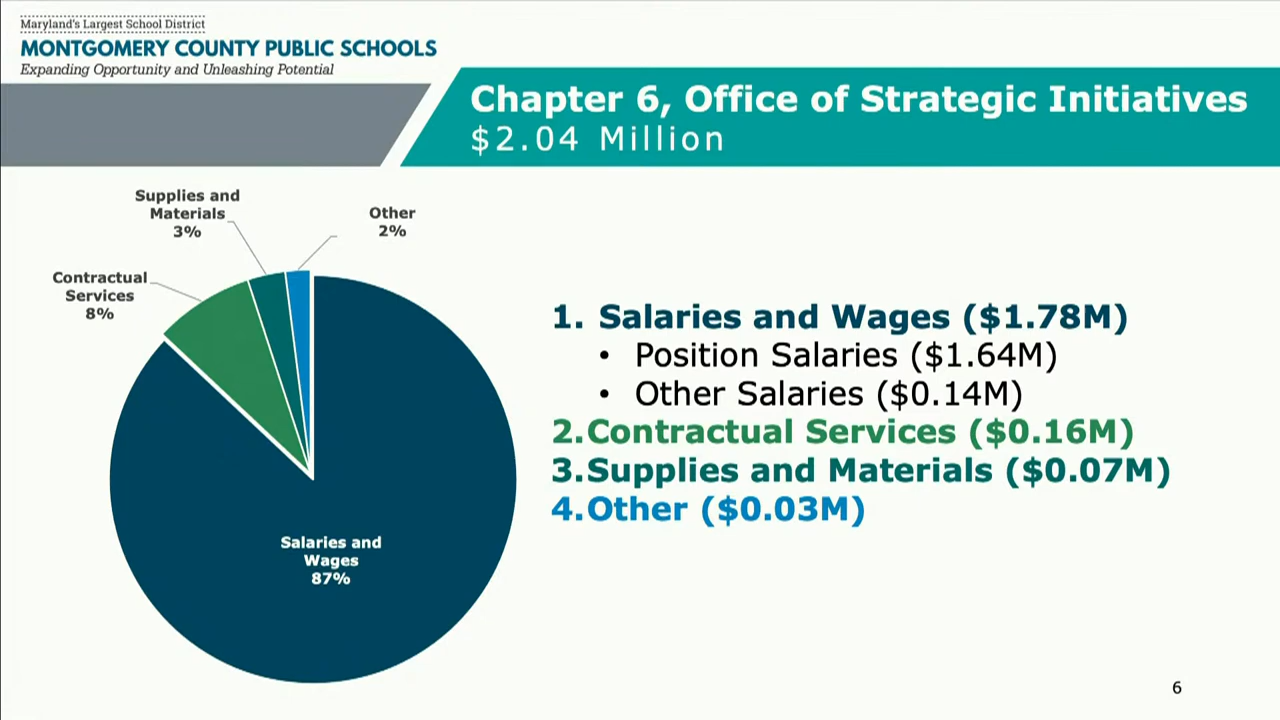 Maryland's Largest School District
MONTGOMERY COUNTY PUBLIC SCHOOLS
Expanding Opportunity and Unleashing Potential
Chapter 6, Office of Strategic Initiatives
$2.04 Million
Supplies and
Materials
3%
Other
2%
Contractual
Services
8%
Salaries and
Wages
87%
1. Salaries and Wages ($1.78M)
• Position Salaries ($1.64M)
• Other Salaries ($0.14M)
2.Contractual Services ($0.16M)
3.Supplies and Materials ($0.07M)
4.Other ($0.03M)
6